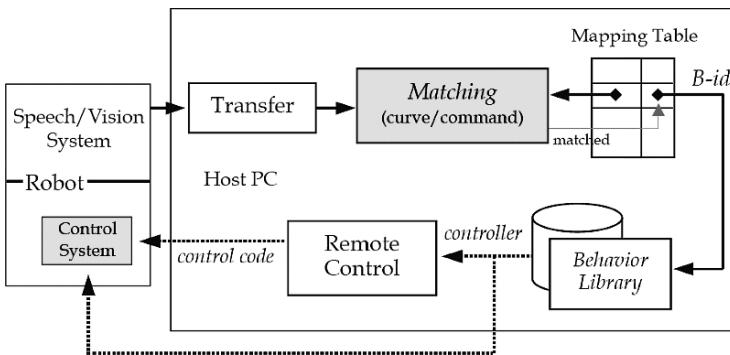 Mapping Table
B-id
Speech/Vision
System
Transfer
Matching
(curve/command)
matched
Robot
Host PC
Control
System
control code
Remote
Control
controller
Behavior
Library